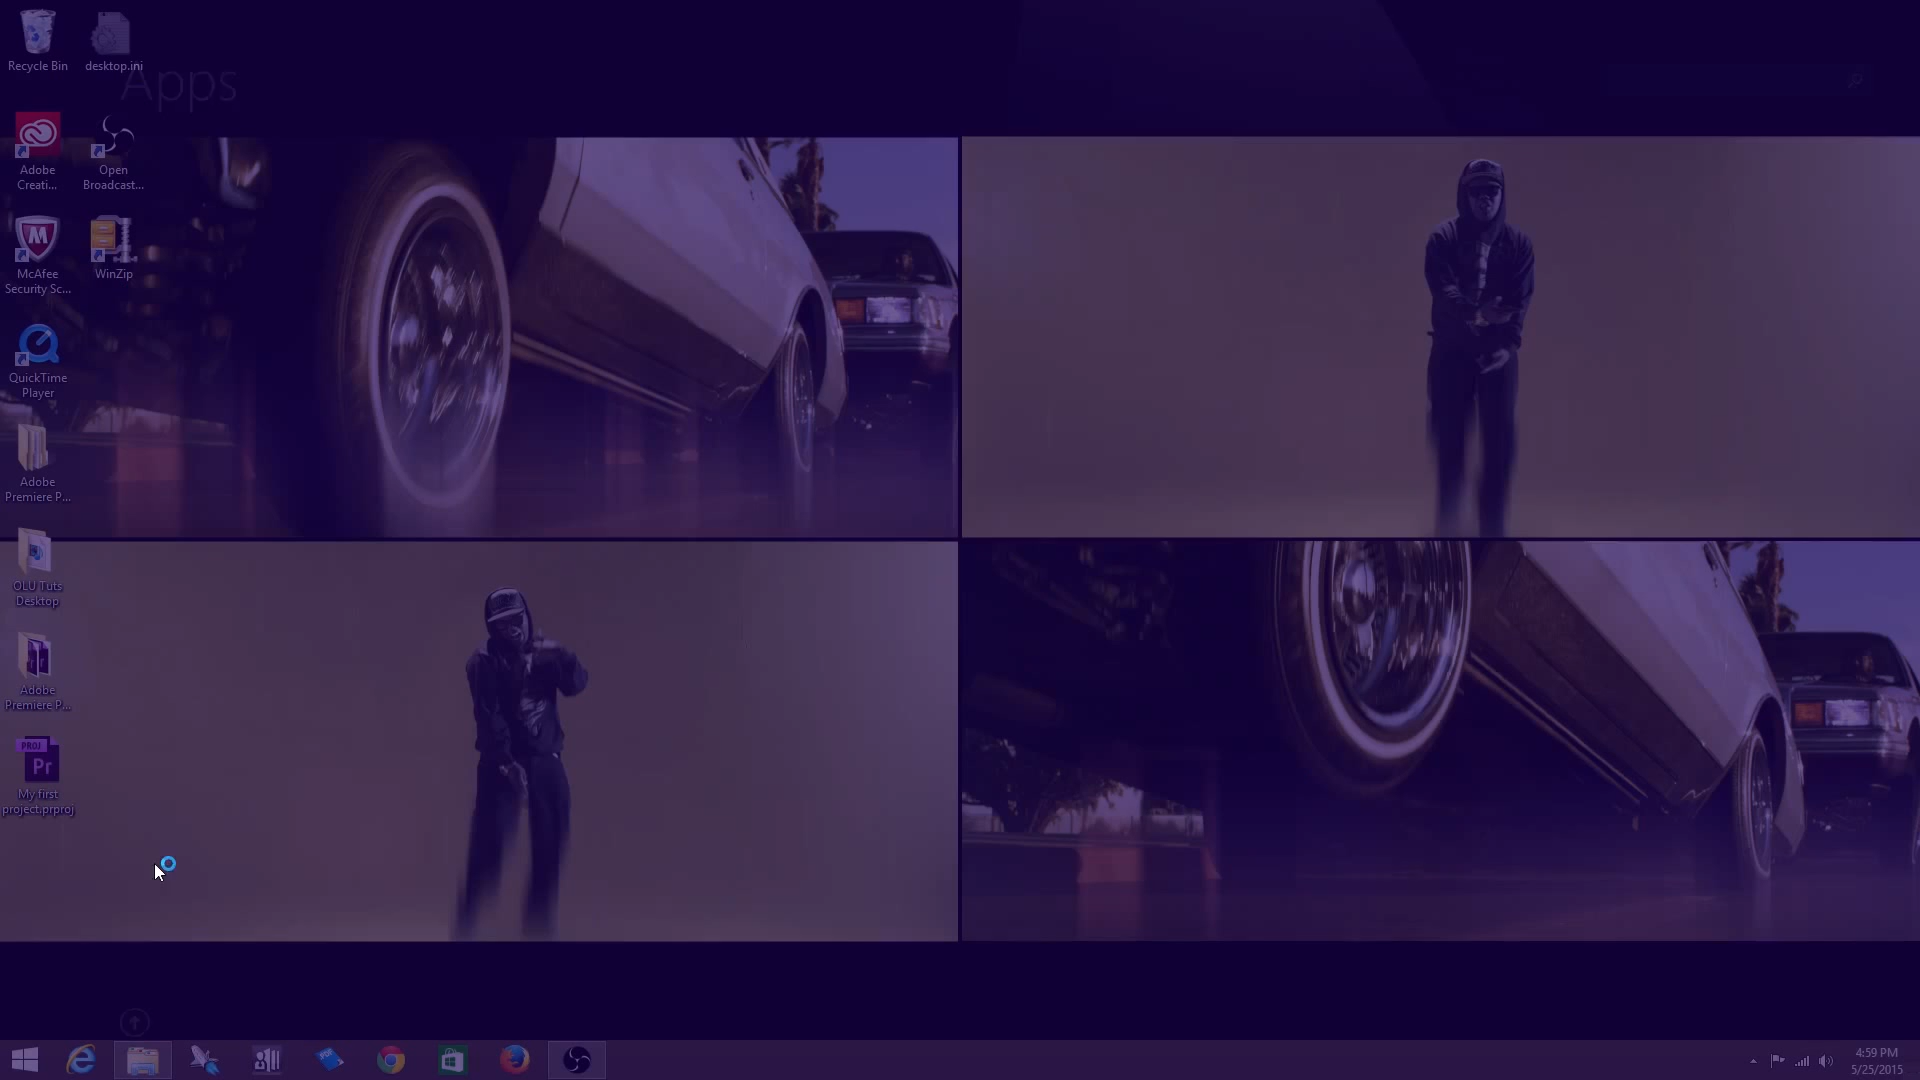 Recycle Bin
desktop.ini
Apps
Adobe
Creati...
Open
Broadcast...
McAfee
Security Sc...
WinZip
QuickTime
Player
Adobe
Premiere P...
OLU Tuts
Desktop
Adobe
Premiere P...
PROJ
Pr
My first
project.prproj
4:59 PM
5/25/2015